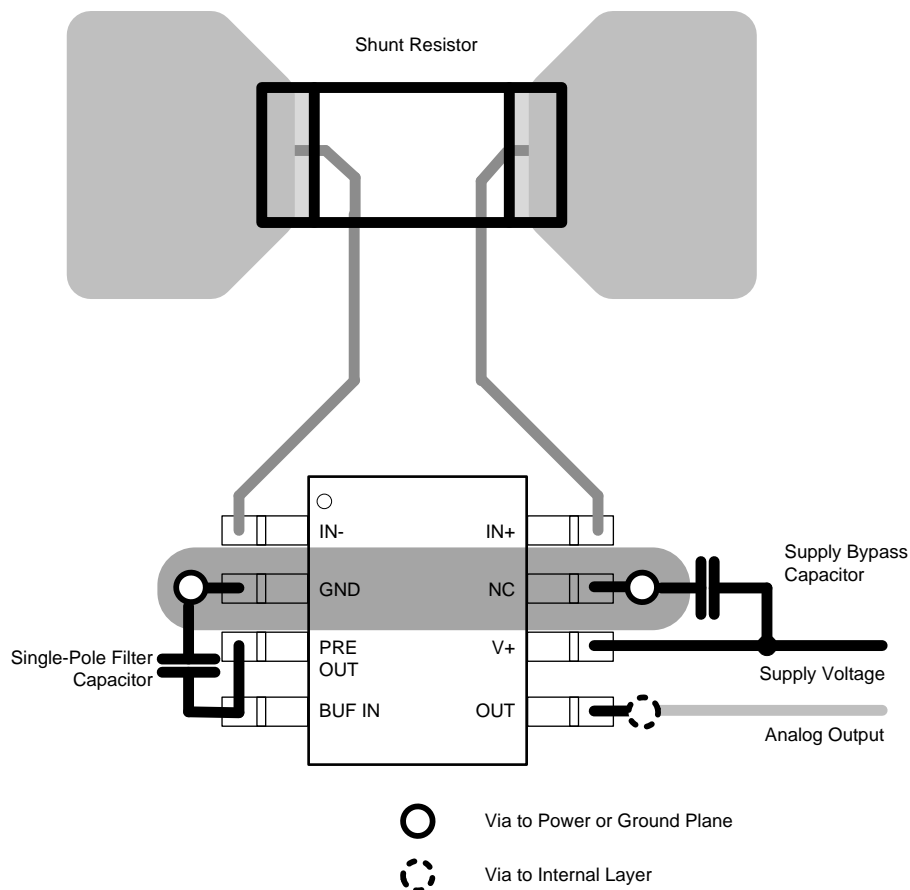 Shunt Resistor
IN-
IN+
GND
NC
Supply Bypass
Capacitor
PRE
OUT
V+
Single-Pole Filter
Capacitor
Supply Voltage
BUF IN
OUT
Analog Output
Via to Power or Ground Plane
Via to Internal Layer